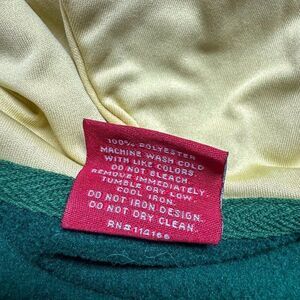 100% POLYESTER
MACHINE WASH COLD
WITH LIKE COLORS.
DO NOT BLEACH.
REMOVE IMMEDIATELY.
TUMBLE DRY LOW.
COOL IRON.
DO NOT IRON DESIGN.
DO NOT DRY CLEAN.
RN# 114166